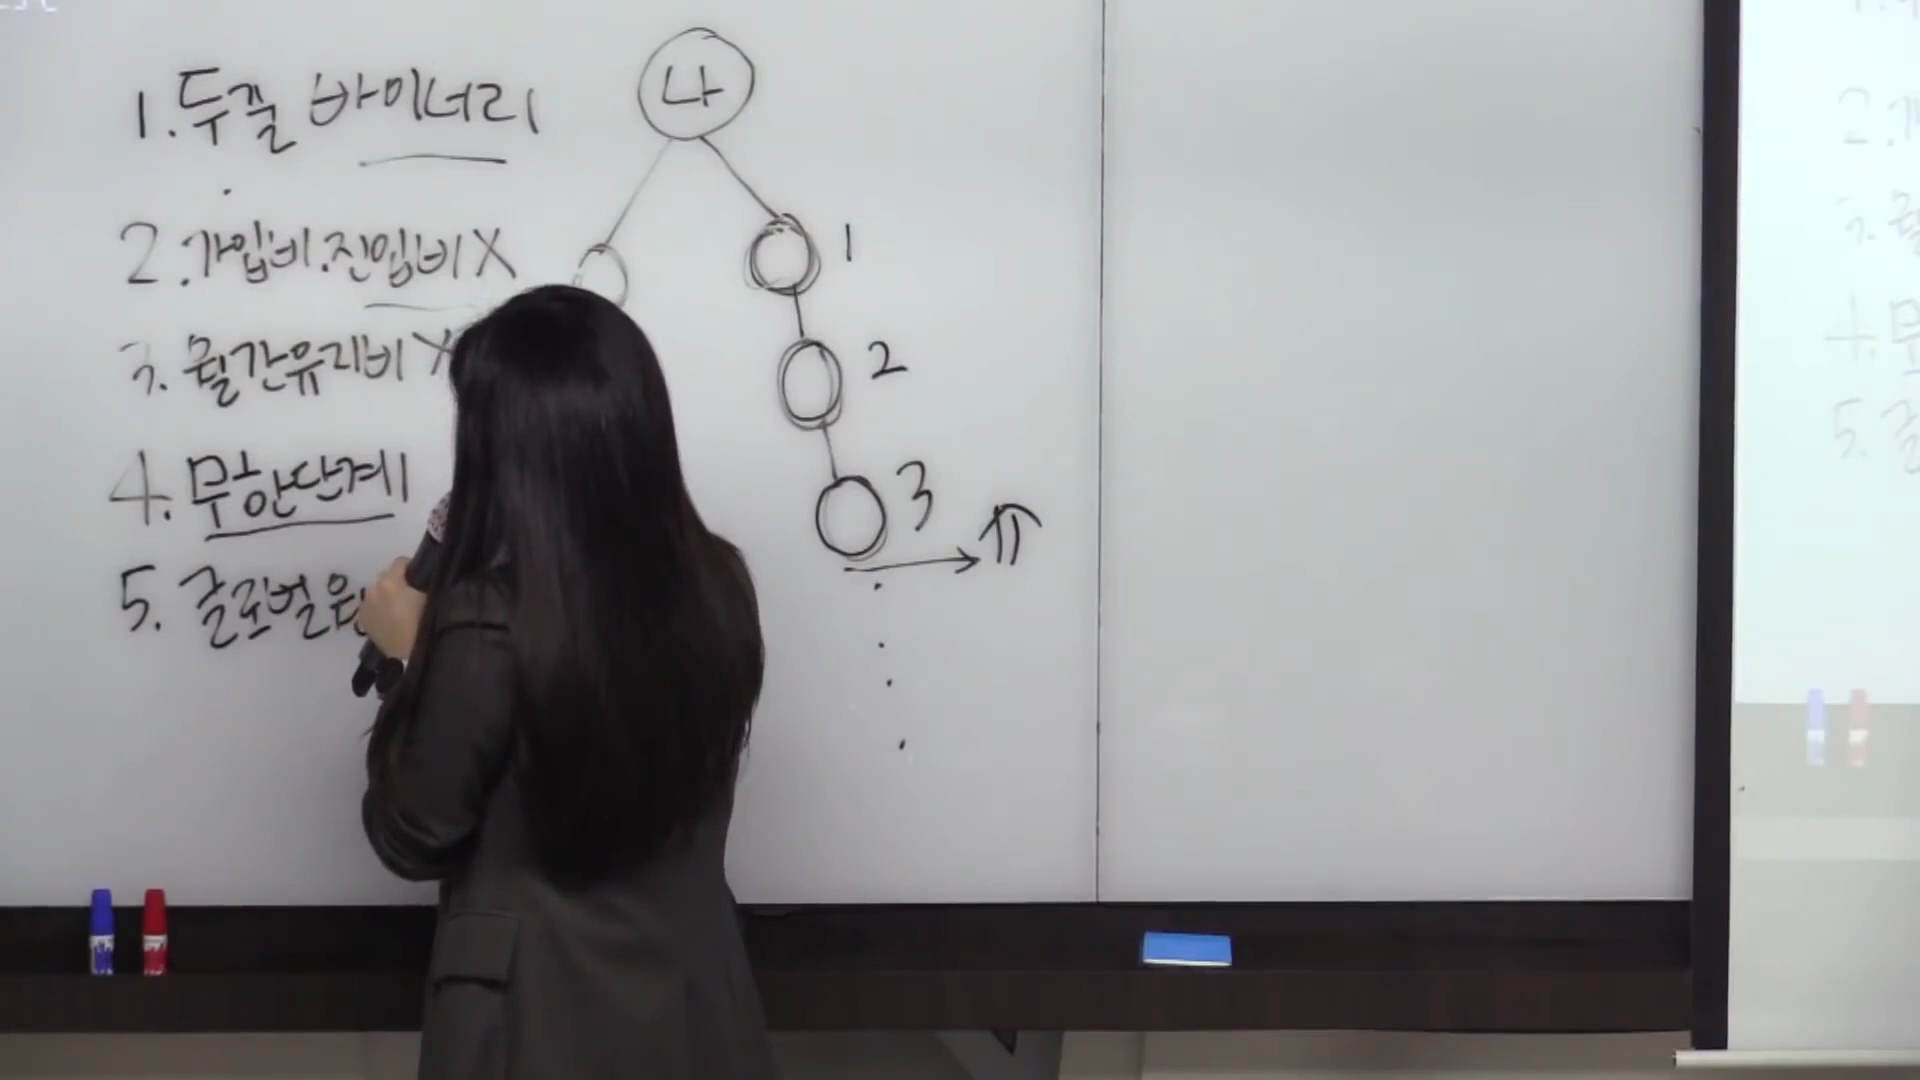 나
1. 두줄 바이너리
2. 가입비.진입비 X
1
3. 월간유지비 X
2
4. 무한단계
3
5. 글로벌원